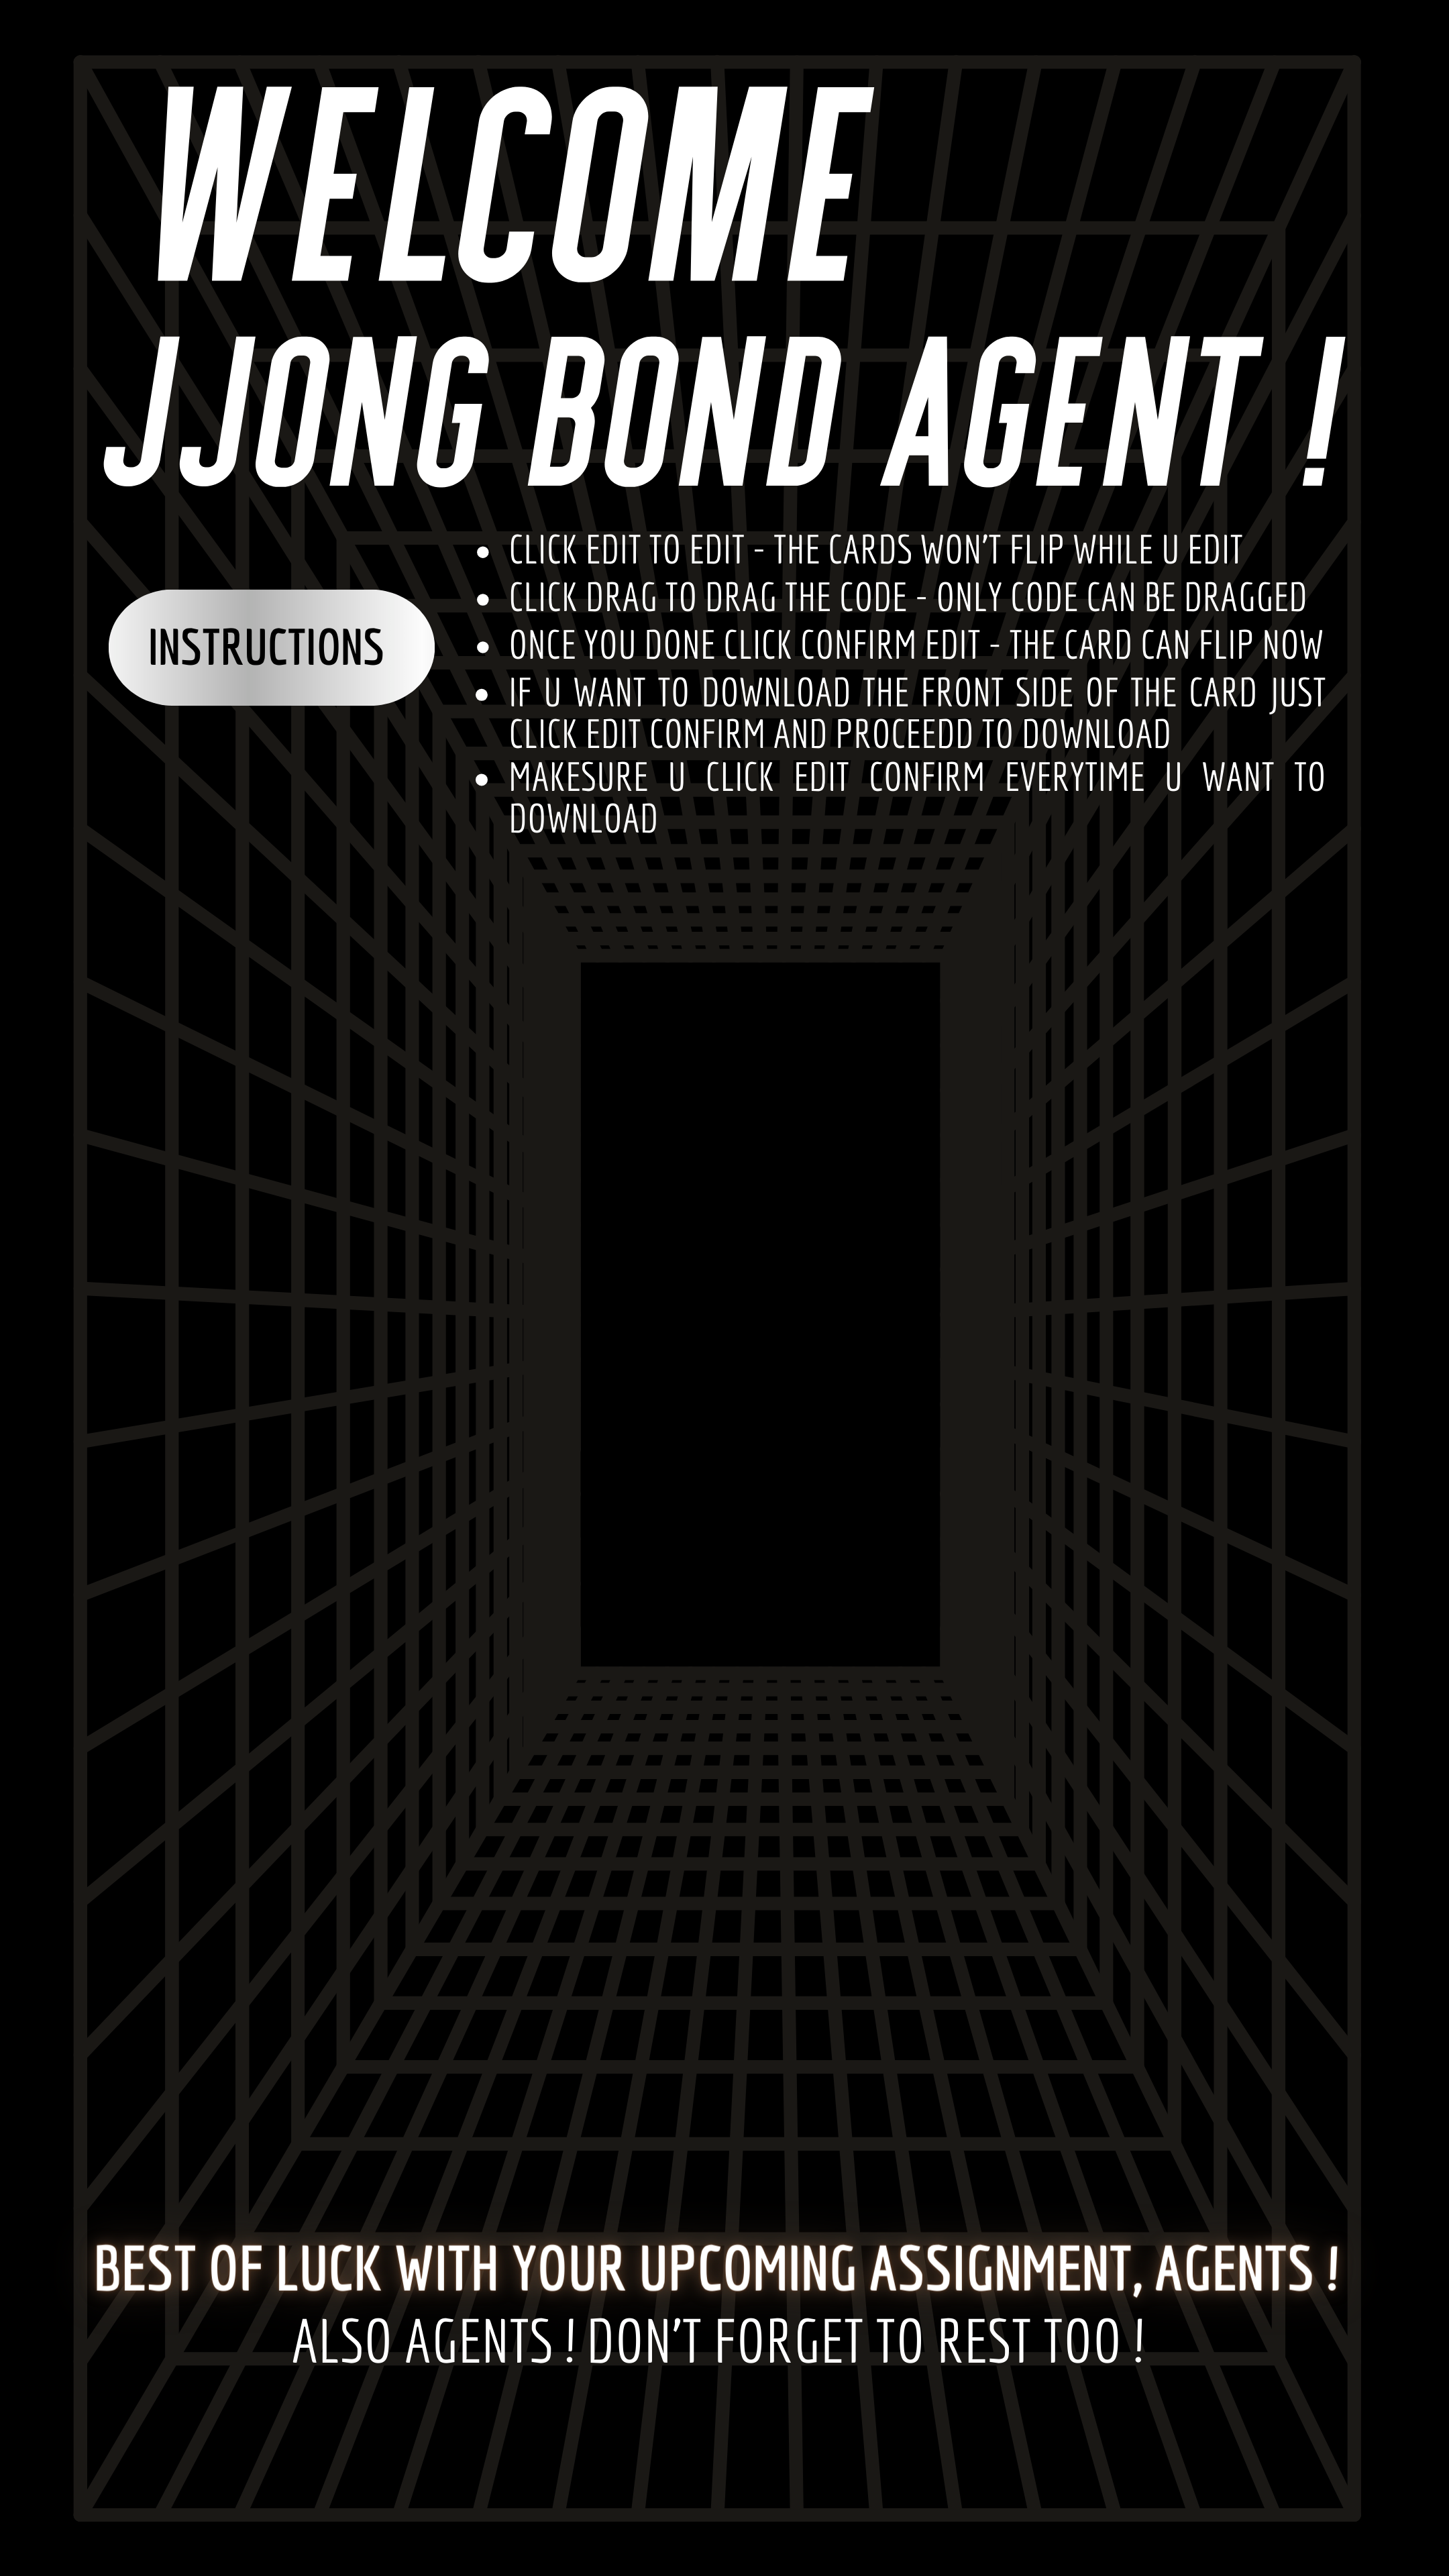 WELCOME
JJONG BOND AGENT !
INSTRUCTIONS
• CLICK EDIT TO EDIT - THE CARDS WON'T FLIP WHILE U EDIT
• CLICK DRAG TO DRAG THE CODE - ONLY CODE CAN BE DRAGGED
• ONCE YOU DONE CLICK CONFIRM EDIT - THE CARD CAN FLIP NOW
• IF U WANT TO DOWNLOAD THE FRONT SIDE OF THE CARD JUST
CLICK EDIT CONFIRM AND PROCEEDD TO DOWNLOAD
• MAKESURE U CLICK EDIT CONFIRM EVERYTIME U WANT TO
DOWNLOAD
BEST OF LUCK WITH YOUR UPCOMING ASSIGNMENT, AGENTS !
ALSO AGENTS ! DON'T FORGET TO REST TOO !